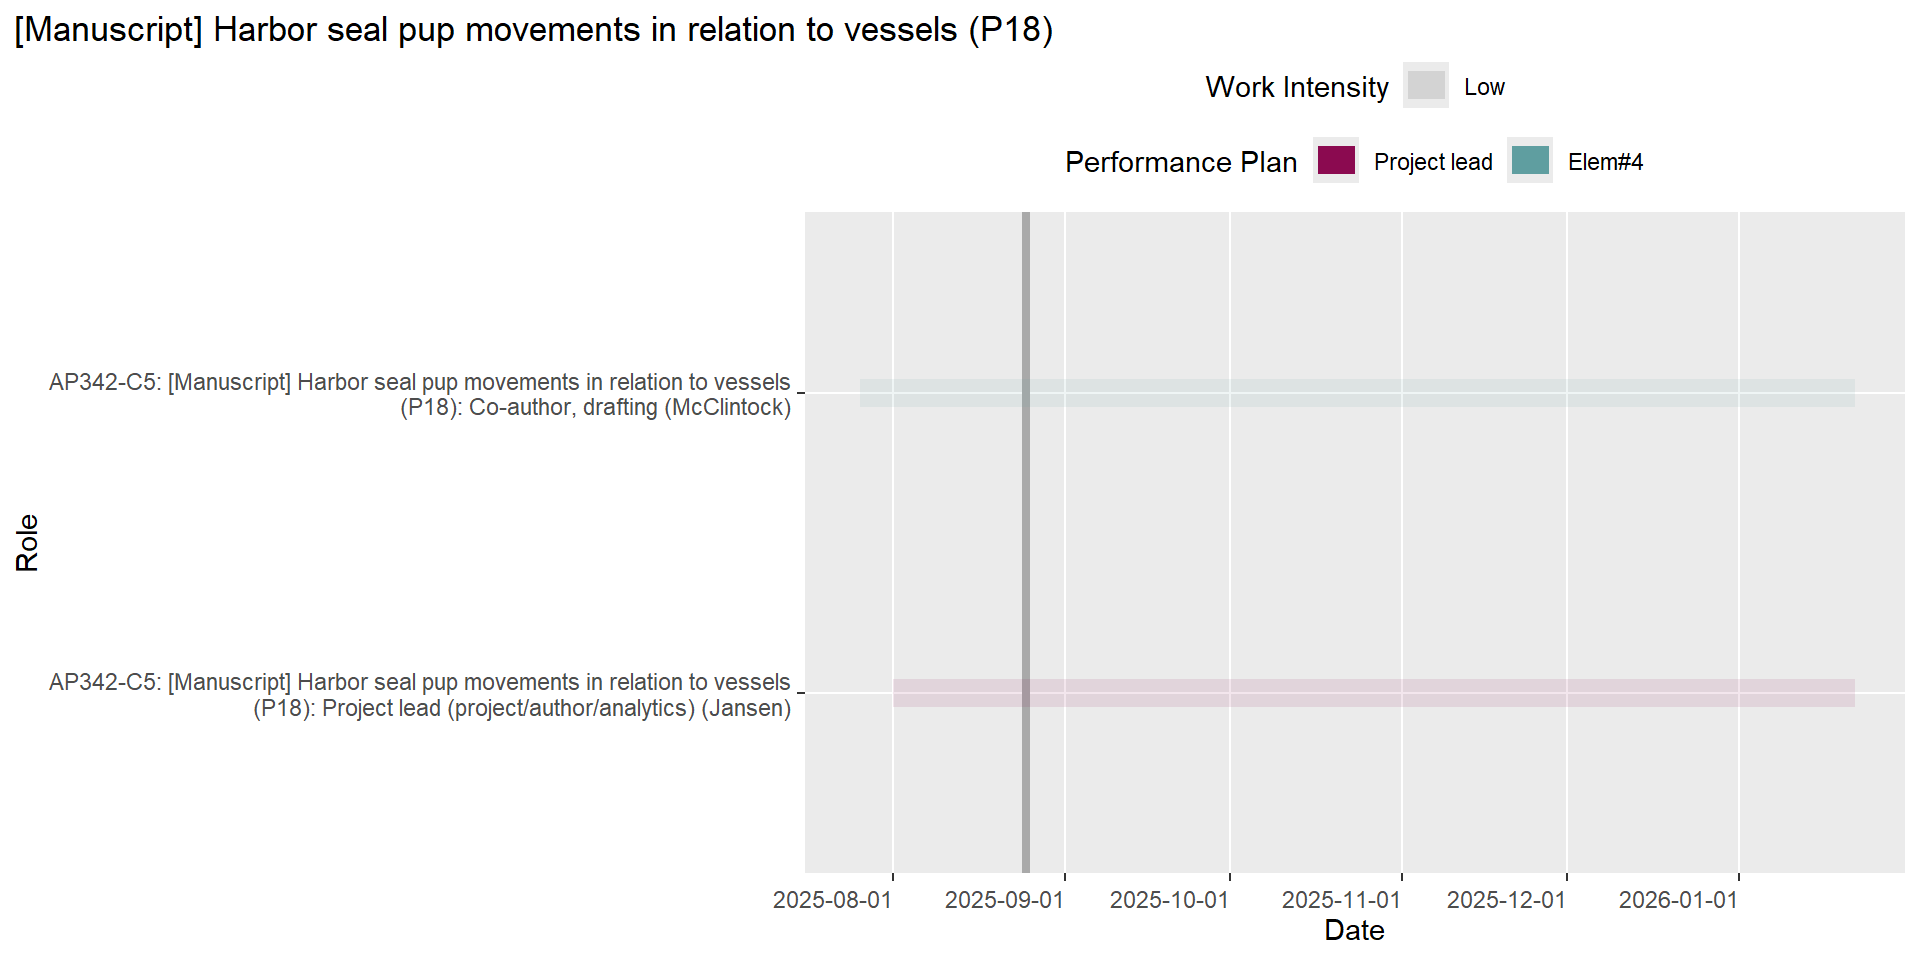 [Manuscript] Harbor seal pup movements in relation to vessels (P18)
Work Intensity Low
Performance Plan Project lead Elem#4
AP342-C5: [Manuscript] Harbor seal pup movements in relation to vessels
(P18): Co-author, drafting (McClintock)
Role
AP342-C5: [Manuscript] Harbor seal pup movements in relation to vessels
(P18): Project lead (project/author/analytics) (Jansen)
2025-08-01 2025-09-01 2025-10-01 2025-11-01 2025-12-01 2026-01-01
Date